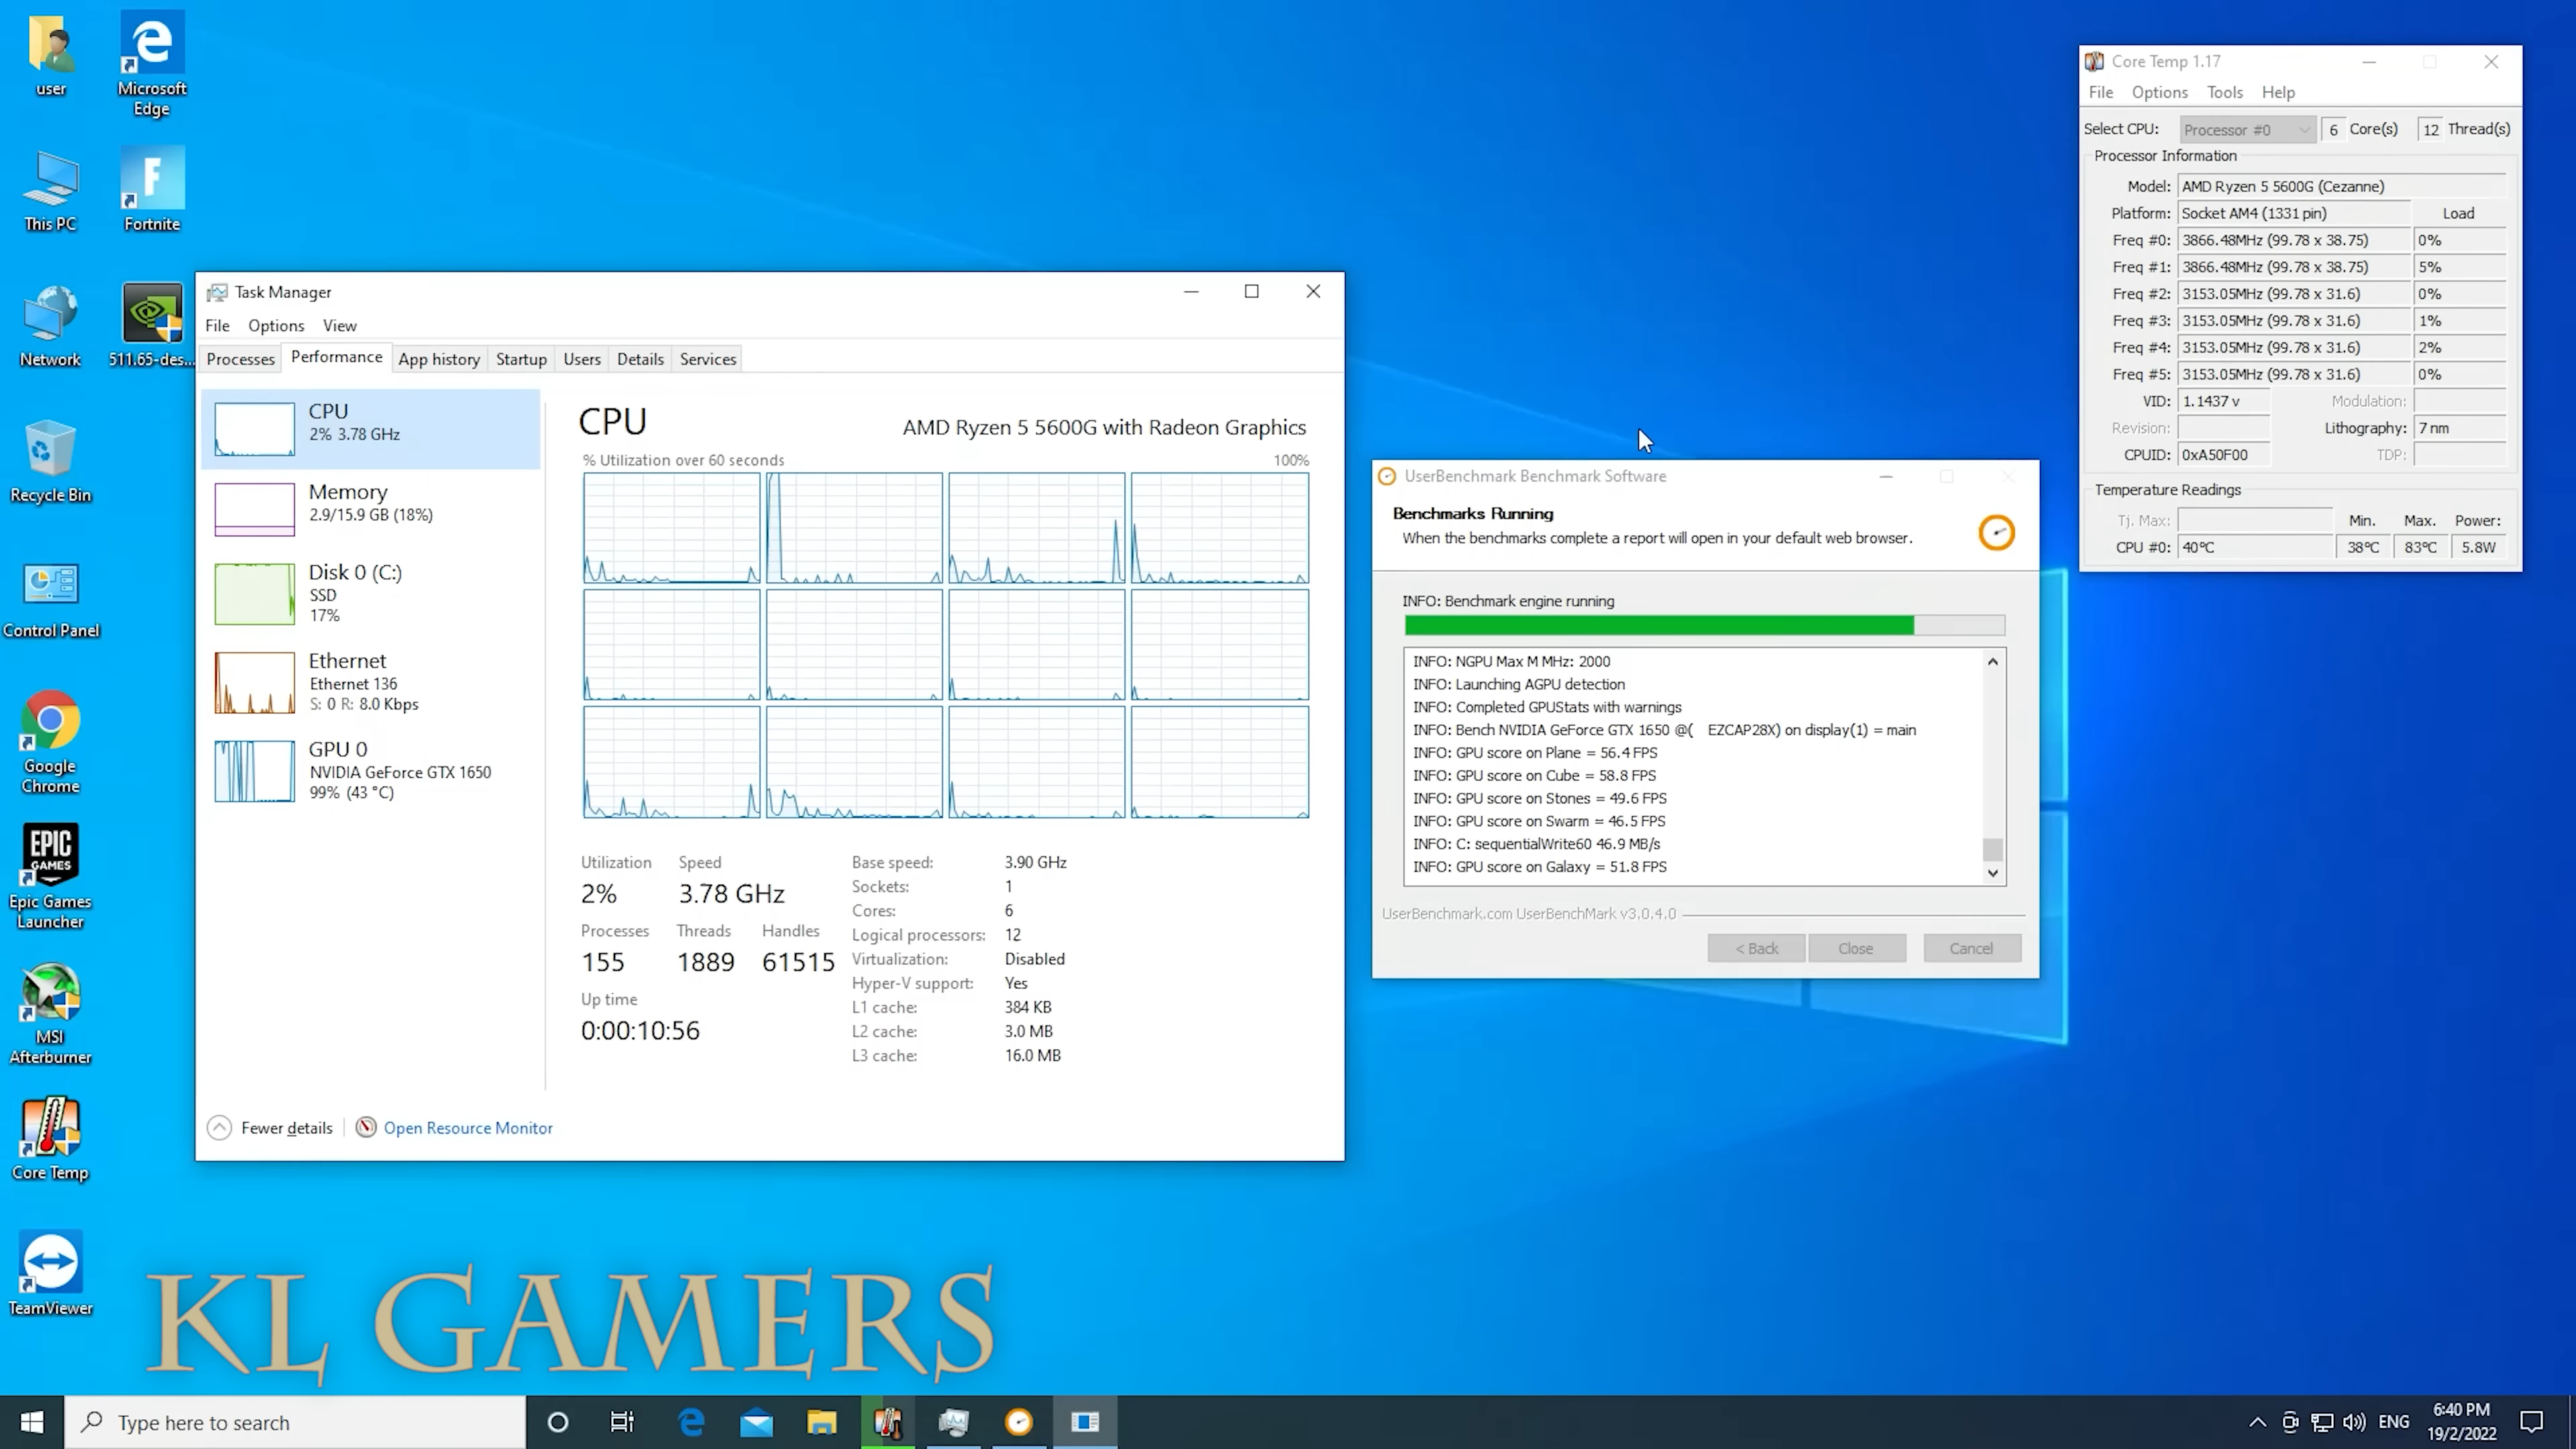 user
Microsoft
Edge
This PC
Fortnite
Network
511.65-des...
Recycle Bin
Control Panel
Google
Chrome
EPIC
GAMES
Epic Games
Launcher
MSI
Afterburner
Core Temp
TeamViewer
Task Manager
File Options View
Processes Performance App history Startup Users Details Services
CPU
2% 3.78 GHz
Memory
2.9/15.9 GB (18%)
Disk 0 (C:)
SSD
17%
Ethernet
Ethernet 136
S: 0 R: 8.0 Kbps
GPU 0
NVIDIA GeForce GTX 1650
99% (43 °C)
CPU AMD Ryzen 5 5600G with Radeon Graphics
% Utilization over 60 seconds 100%
Utilization Speed
2% 3.78 GHz
Processes Threads Handles
155 1889 61515
Up time
0:00:10:56
Base speed: 3.90 GHz
Sockets: 1
Cores: 6
Logical processors: 12
Virtualization: Disabled
Hyper-V support: Yes
L1 cache: 384 KB
L2 cache: 3.0 MB
L3 cache: 16.0 MB
Fewer details Open Resource Monitor
UserBenchmark Benchmark Software
Benchmarks Running
When the benchmarks complete a report will open in your default web browser.
INFO: Benchmark engine running
INFO: NGPU Max M MHz: 2000
INFO: Launching AGPU detection
INFO: Completed GPUStats with warnings
INFO: Bench NVIDIA GeForce GTX 1650 @( EZCAP28X) on display(1) = main
INFO: GPU score on Plane = 56.4 FPS
INFO: GPU score on Cube = 58.8 FPS
INFO: GPU score on Stones = 49.6 FPS
INFO: GPU score on Swarm = 46.5 FPS
INFO: C: sequentialWrite60 46.9 MB/s
INFO: GPU score on Galaxy = 51.8 FPS
UserBenchmark.com UserBenchMark v3.0.4.0
< Back Close Cancel
Core Temp 1.17
File Options Tools Help
Select CPU: Processor #0 6 Core(s) 12 Thread(s)
Processor Information
Model: AMD Ryzen 5 5600G (Cezanne)
Platform: Socket AM4 (1331 pin) Load
Freq #0: 3866.48MHz (99.78 x 38.75) 0%
Freq #1: 3866.48MHz (99.78 x 38.75) 5%
Freq #2: 3153.05MHz (99.78 x 31.6) 0%
Freq #3: 3153.05MHz (99.78 x 31.6) 1%
Freq #4: 3153.05MHz (99.78 x 31.6) 2%
Freq #5: 3153.05MHz (99.78 x 31.6) 0%
VID: 1.1437 v Modulation:
Revision: Lithography: 7 nm
CPUID: 0xA50F00 TDP:
Temperature Readings
Tj. Max: Min. Max. Power:
CPU #0: 40°C 38°C 83°C 5.8W
KL GAMERS
Type here to search
ENG
6:40 PM
19/2/2022